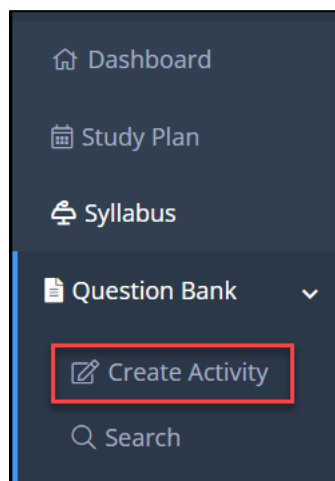 Dashboard
Study Plan
Syllabus
Question Bank
Create Activity
Search